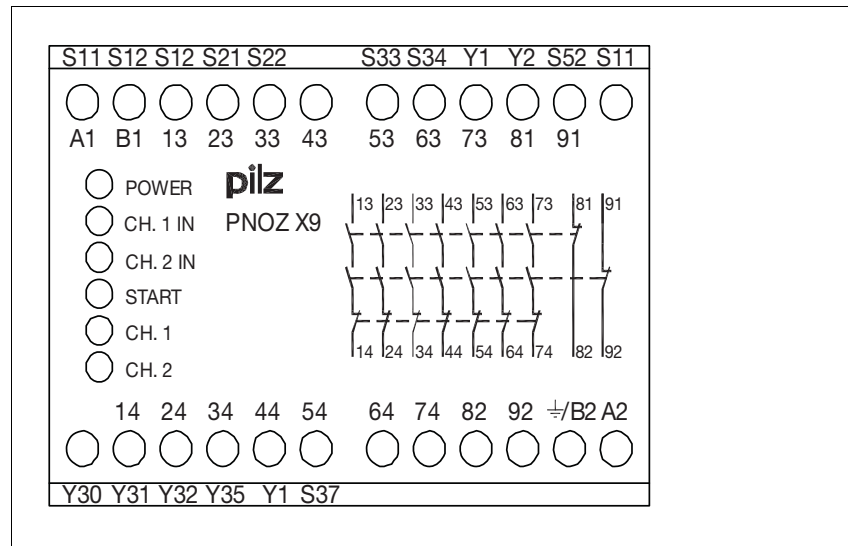 S11 S12 S12 S21 S22 S33 S34 Y1 Y2 S52 S11
A1 B1 13 23 33 43 53 63 73 81 91
POWER pilz
CH. 1 IN PNOZ X9
CH. 2 IN
START
CH. 1
CH. 2
13 23 33 43 53 63 73 81 91
14 24 34 44 54 64 74 82 92
14 24 34 44 54 64 74 82 92 ⏚/B2 A2
Y30 Y31 Y32 Y35 Y1 S37